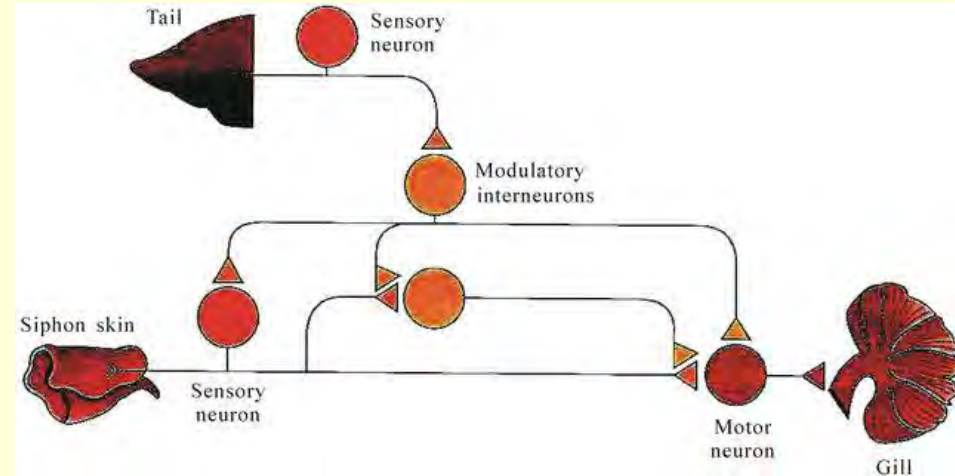 Tail
Sensory
neuron
Modulatory
interneurons
Siphon skin
Sensory
neuron
Motor
neuron
Gill